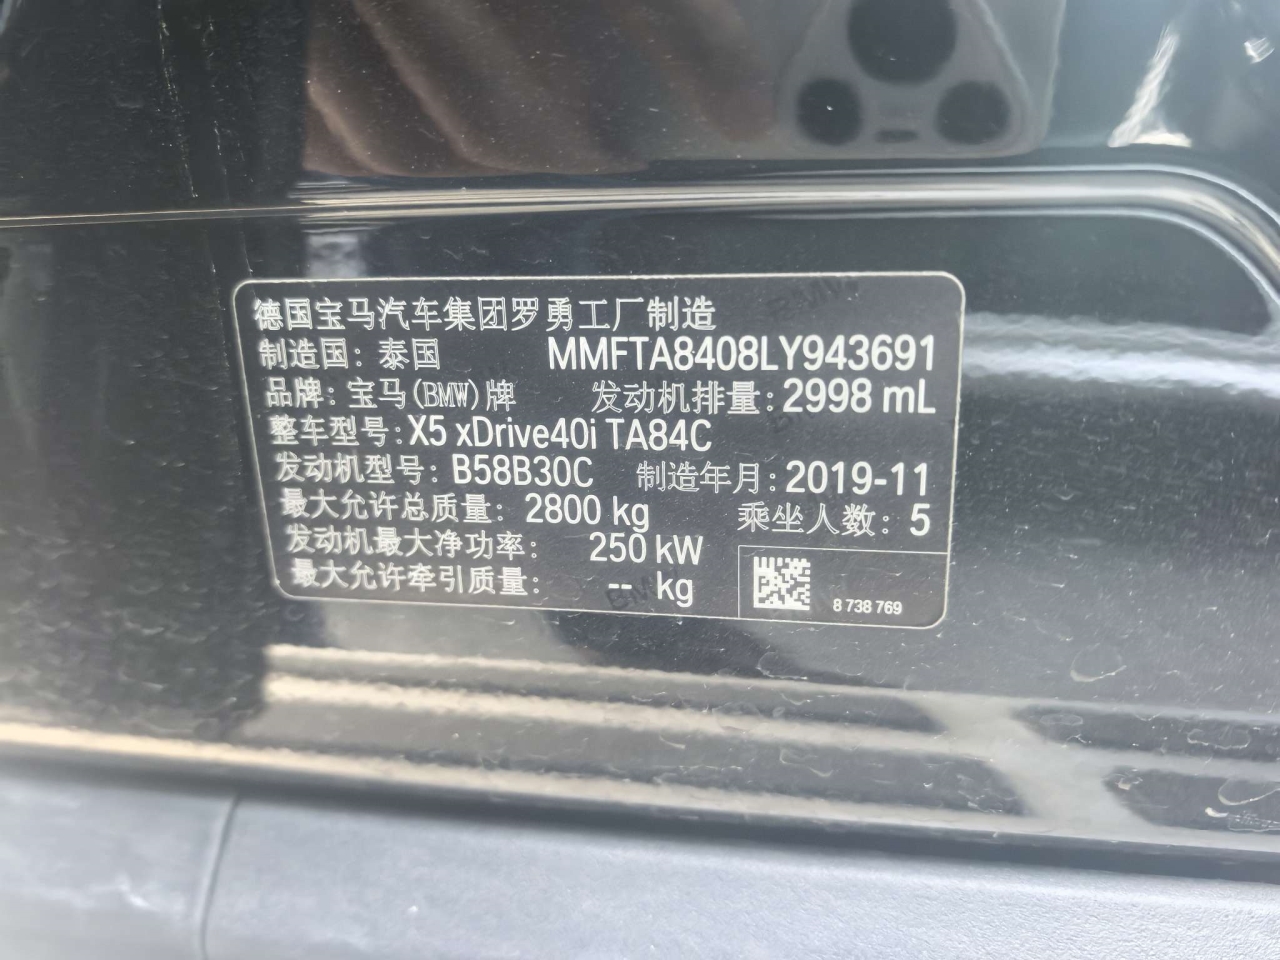 德国宝马汽车集团罗勇工厂制造
制造国: 泰国 MMFTA8408LY943691
品牌: 宝马(BMW)牌 发动机排量: 2998 mL
整车型号: X5 xDrive40i TA84C
发动机型号: B58B30C 制造年月: 2019-11
最大允许总质量: 2800 kg 乘坐人数: 5
发动机最大净功率: 250 kW
最大允许牵引质量: -- kg
8 738 769